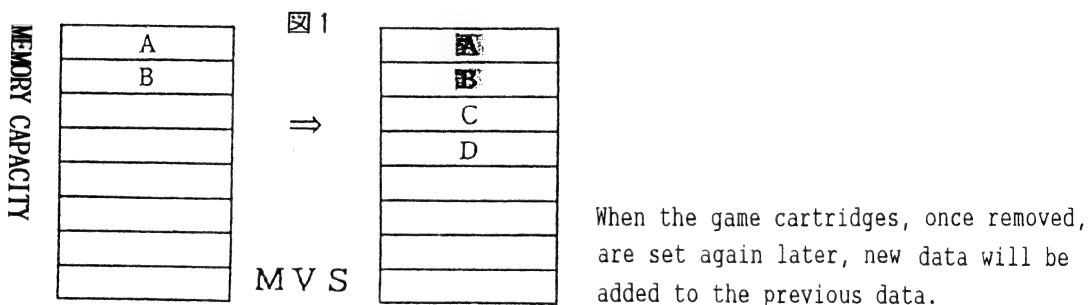 図1
MEMORY CAPACITY
A
B
⇒
A
B
C
D
MVS
When the game cartridges, once removed,
are set again later, new data will be
added to the previous data.